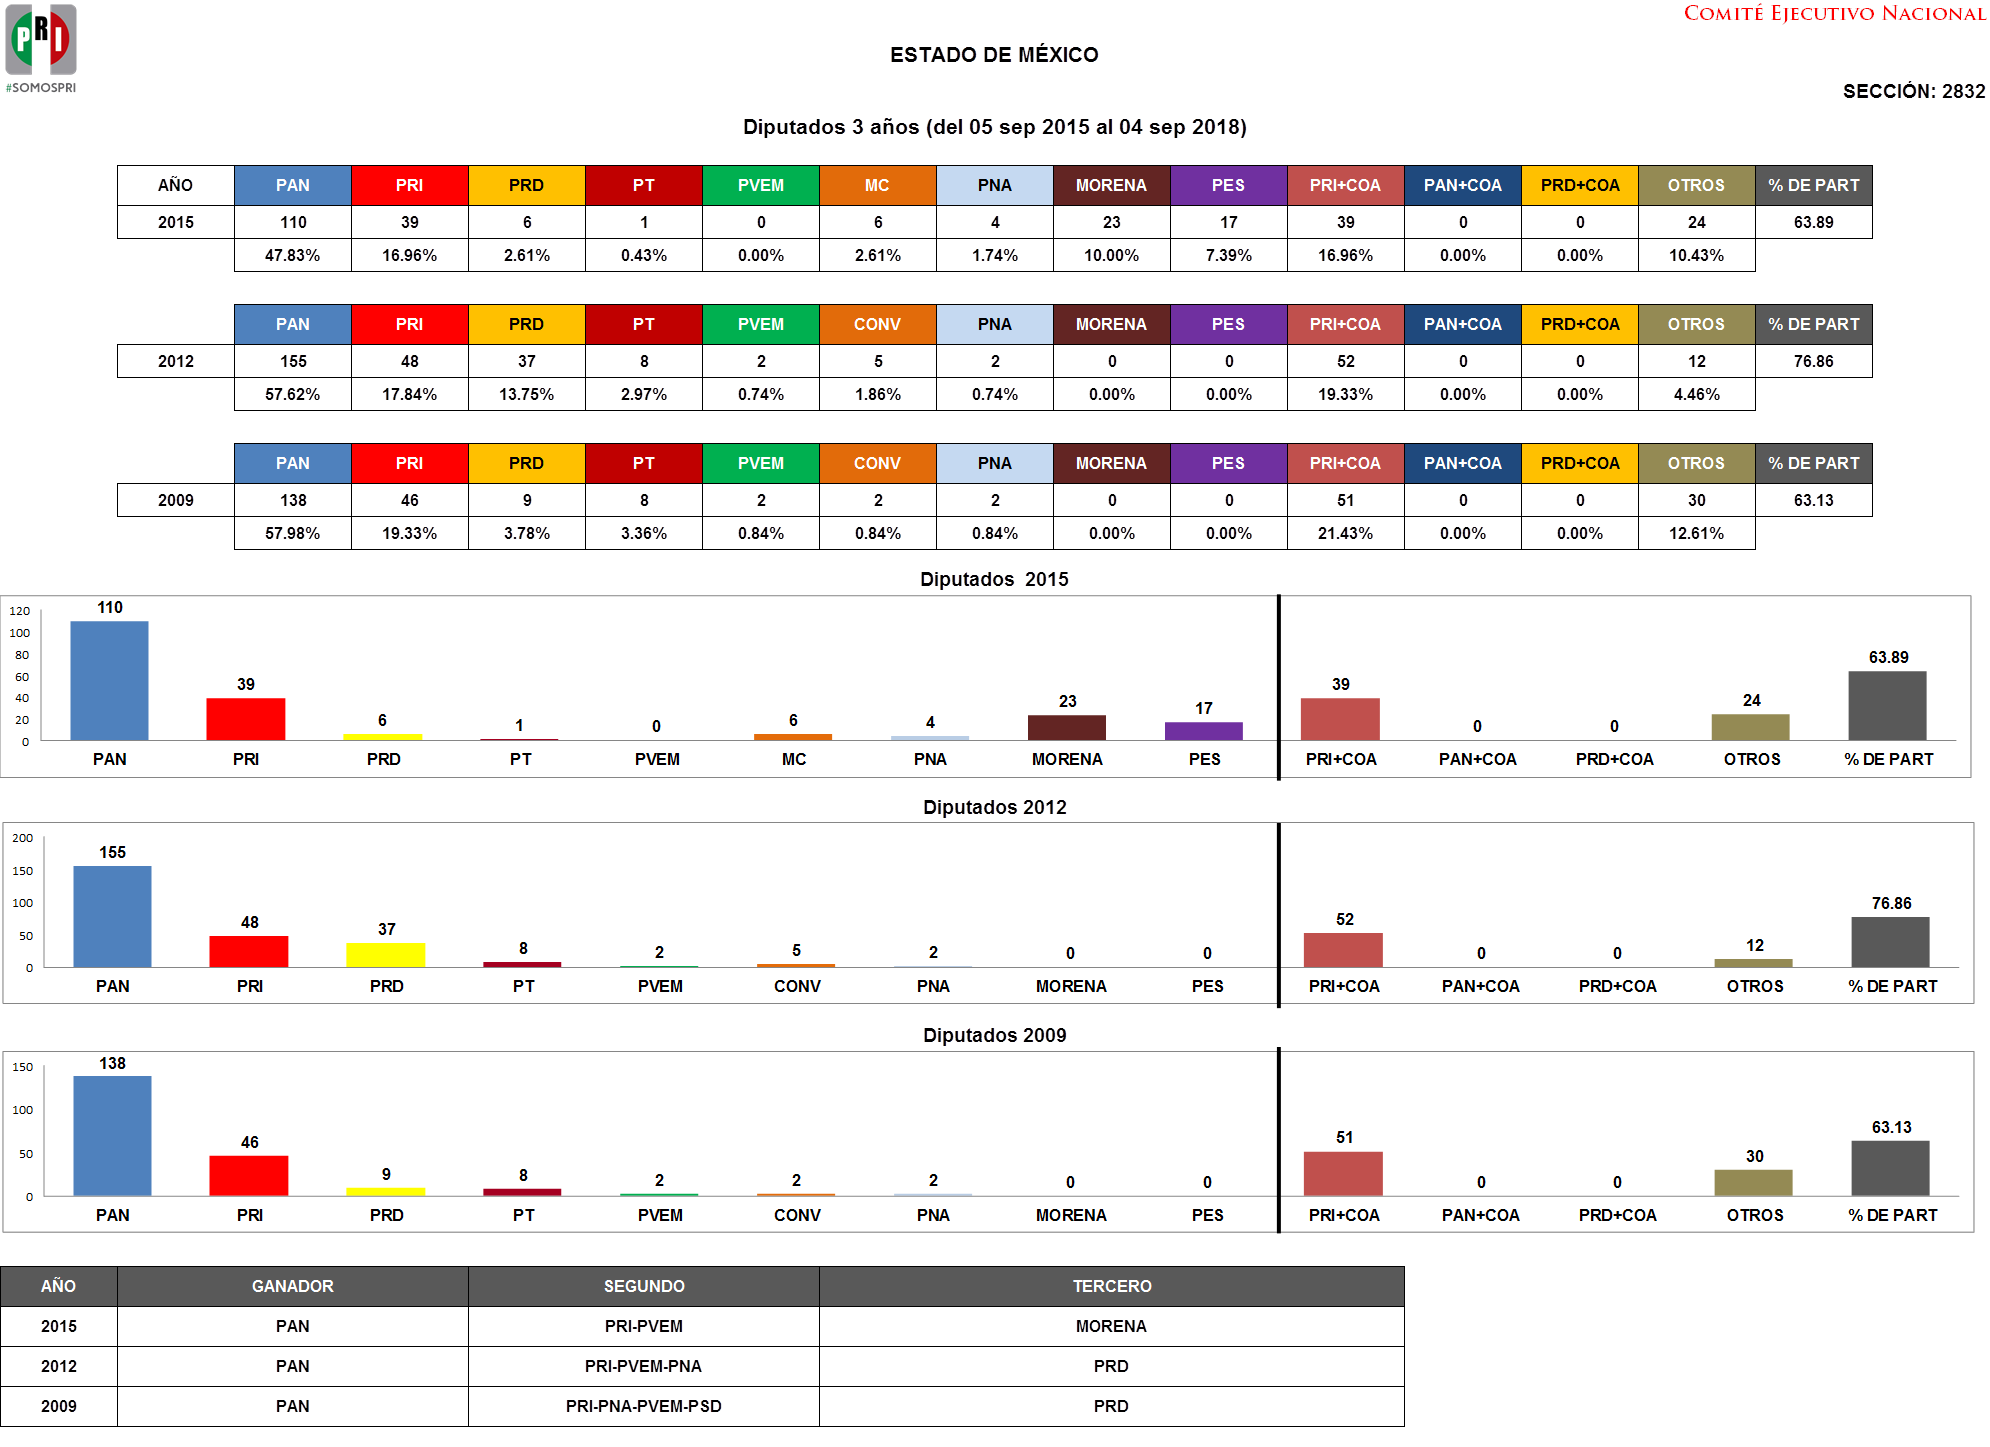 PRI
#SOMOSPRI
COMITÉ EJECUTIVO NACIONAL
ESTADO DE MÉXICO
SECCIÓN: 2832
Diputados 3 años (del 05 sep 2015 al 04 sep 2018)
AÑO PAN PRI PRD PT PVEM MC PNA MORENA PES PRI+COA PAN+COA PRD+COA OTROS % DE PART
2015 110 39 6 1 0 6 4 23 17 39 0 0 24 63.89
47.83% 16.96% 2.61% 0.43% 0.00% 2.61% 1.74% 10.00% 7.39% 16.96% 0.00% 0.00% 10.43%
PAN PRI PRD PT PVEM CONV PNA MORENA PES PRI+COA PAN+COA PRD+COA OTROS % DE PART
2012 155 48 37 8 2 5 2 0 0 52 0 0 12 76.86
57.62% 17.84% 13.75% 2.97% 0.74% 1.86% 0.74% 0.00% 0.00% 19.33% 0.00% 0.00% 4.46%
PAN PRI PRD PT PVEM CONV PNA MORENA PES PRI+COA PAN+COA PRD+COA OTROS % DE PART
2009 138 46 9 8 2 2 2 0 0 51 0 0 30 63.13
57.98% 19.33% 3.78% 3.36% 0.84% 0.84% 0.84% 0.00% 0.00% 21.43% 0.00% 0.00% 12.61%
Diputados 2015
120
100
80
60
40
20
0
110 39 6 1 0 6 4 23 17 39 0 0 24 63.89
PAN PRI PRD PT PVEM MC PNA MORENA PES PRI+COA PAN+COA PRD+COA OTROS % DE PART
Diputados 2012
200
150
100
50
0
155 48 37 8 2 5 2 0 0 52 0 0 12 76.86
PAN PRI PRD PT PVEM CONV PNA MORENA PES PRI+COA PAN+COA PRD+COA OTROS % DE PART
Diputados 2009
150
100
50
0
138 46 9 8 2 2 2 0 0 51 0 0 30 63.13
PAN PRI PRD PT PVEM CONV PNA MORENA PES PRI+COA PAN+COA PRD+COA OTROS % DE PART
AÑO GANADOR SEGUNDO TERCERO
2015 PAN PRI-PVEM MORENA
2012 PAN PRI-PVEM-PNA PRD
2009 PAN PRI-PNA-PVEM-PSD PRD